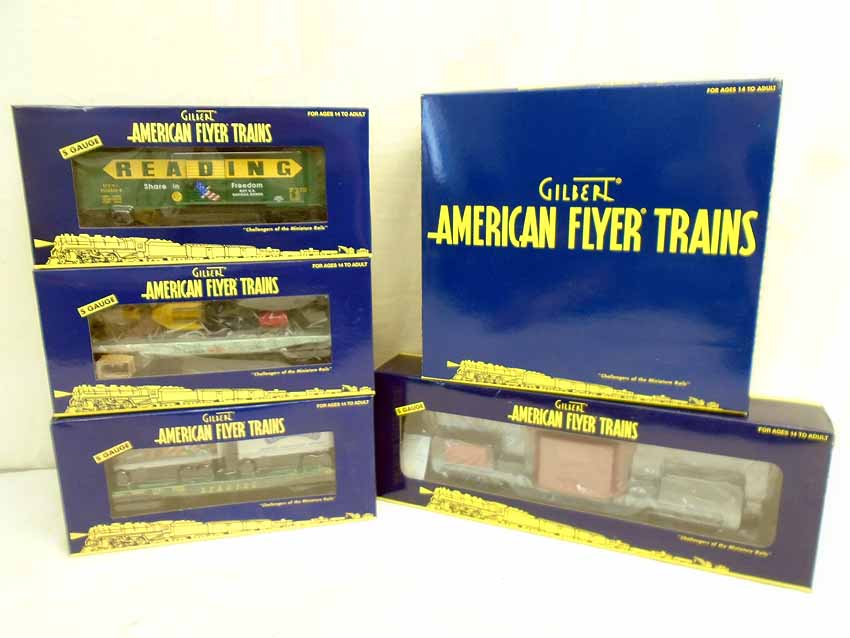 GILBERT
AMERICAN FLYER TRAINS
FOR AGES 14 TO ADULT
S GAUGE
READING
Share in Freedom
"Challengers of the Miniature Rails"
GILBERT
AMERICAN FLYER TRAINS
FOR AGES 14 TO ADULT
S GAUGE
"Challengers of the Miniature Rails"
GILBERT
AMERICAN FLYER TRAINS
FOR AGES 14 TO ADULT
S GAUGE
"Challengers of the Miniature Rails"
FOR AGES 14 TO ADULT
GILBERT®
AMERICAN FLYER® TRAINS
"Challengers of the Miniature Rails"
S GAUGE
GILBERT
AMERICAN FLYER TRAINS
FOR AGES 14 TO ADULT
"Challengers of the Miniature Rails"